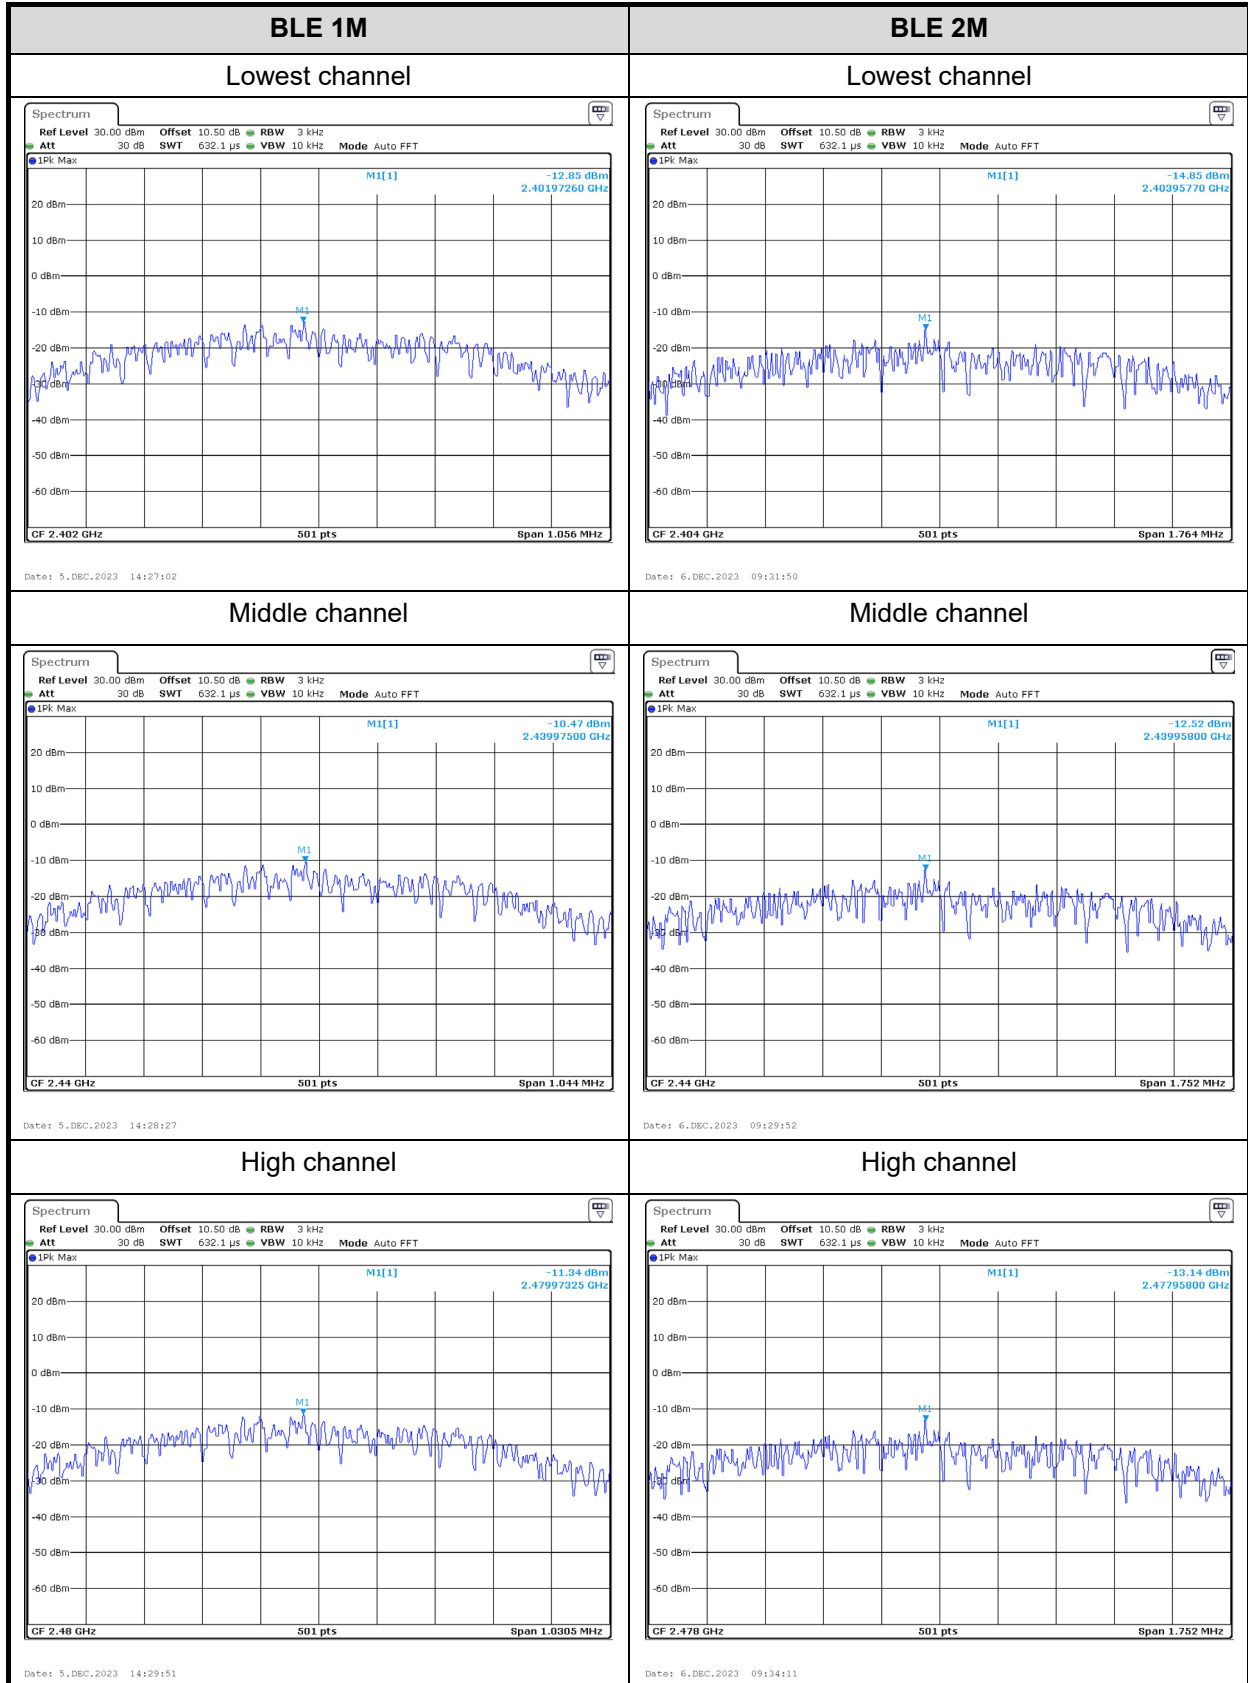 BLE 1M BLE 2M
Lowest channel Lowest channel
Spectrum
Ref Level 30.00 dBm Offset 10.50 dB RBW 3 kHz
Att 30 dB SWT 632.1 µs VBW 10 kHz Mode Auto FFT
1Pk Max
M1[1] -12.85 dBm
2.40197260 GHz
20 dBm
10 dBm
0 dBm
-10 dBm
M1
-20 dBm
-30 dBm
-40 dBm
-50 dBm
-60 dBm
CF 2.402 GHz 501 pts Span 1.056 MHz
Date: 5.DEC.2023 14:27:02
Spectrum
Ref Level 30.00 dBm Offset 10.50 dB RBW 3 kHz
Att 30 dB SWT 632.1 µs VBW 10 kHz Mode Auto FFT
1Pk Max
M1[1] -14.85 dBm
2.40395770 GHz
20 dBm
10 dBm
0 dBm
-10 dBm
M1
-20 dBm
-30 dBm
-40 dBm
-50 dBm
-60 dBm
CF 2.404 GHz 501 pts Span 1.764 MHz
Date: 6.DEC.2023 09:31:50
Middle channel Middle channel
Spectrum
Ref Level 30.00 dBm Offset 10.50 dB RBW 3 kHz
Att 30 dB SWT 632.1 µs VBW 10 kHz Mode Auto FFT
1Pk Max
M1[1] -10.47 dBm
2.43997500 GHz
20 dBm
10 dBm
0 dBm
M1
-10 dBm
-20 dBm
-30 dBm
-40 dBm
-50 dBm
-60 dBm
CF 2.44 GHz 501 pts Span 1.044 MHz
Date: 5.DEC.2023 14:28:27
Spectrum
Ref Level 30.00 dBm Offset 10.50 dB RBW 3 kHz
Att 30 dB SWT 632.1 µs VBW 10 kHz Mode Auto FFT
1Pk Max
M1[1] -12.52 dBm
2.43995800 GHz
20 dBm
10 dBm
0 dBm
-10 dBm
M1
-20 dBm
-30 dBm
-40 dBm
-50 dBm
-60 dBm
CF 2.44 GHz 501 pts Span 1.752 MHz
Date: 6.DEC.2023 09:29:52
High channel High channel
Spectrum
Ref Level 30.00 dBm Offset 10.50 dB RBW 3 kHz
Att 30 dB SWT 632.1 µs VBW 10 kHz Mode Auto FFT
1Pk Max
M1[1] -11.34 dBm
2.47997325 GHz
20 dBm
10 dBm
0 dBm
M1
-10 dBm
-20 dBm
-30 dBm
-40 dBm
-50 dBm
-60 dBm
CF 2.48 GHz 501 pts Span 1.0305 MHz
Date: 5.DEC.2023 14:29:51
Spectrum
Ref Level 30.00 dBm Offset 10.50 dB RBW 3 kHz
Att 30 dB SWT 632.1 µs VBW 10 kHz Mode Auto FFT
1Pk Max
M1[1] -13.14 dBm
2.47795800 GHz
20 dBm
10 dBm
0 dBm
-10 dBm
M1
-20 dBm
-30 dBm
-40 dBm
-50 dBm
-60 dBm
CF 2.478 GHz 501 pts Span 1.752 MHz
Date: 6.DEC.2023 09:34:11